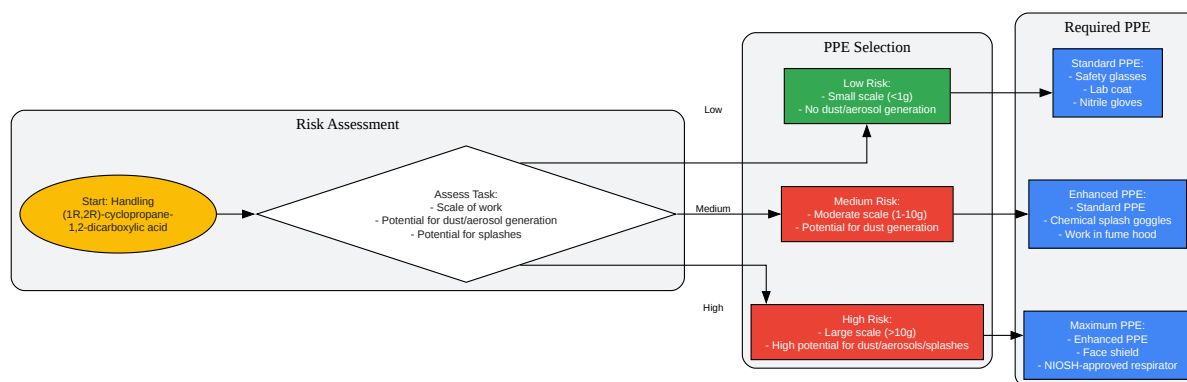 Risk Assessment
Start: Handling
(1R,2R)-cyclopropane-
1,2-dicarboxylic acid
Assess Task:
- Scale of work
- Potential for dust/aerosol generation
- Potential for splashes
Low
Medium
High
PPE Selection
Low Risk:
- Small scale (<1g)
- No dust/aerosol generation
Medium Risk:
- Moderate scale (1-10g)
- Potential for dust generation
High Risk:
- Large scale (>10g)
- High potential for dust/aerosols/splashes
Required PPE
Standard PPE:
- Safety glasses
- Lab coat
- Nitrile gloves
Enhanced PPE:
- Standard PPE
- Chemical splash goggles
- Work in fume hood
Maximum PPE:
- Enhanced PPE
- Face shield
- NIOSH-approved respirator